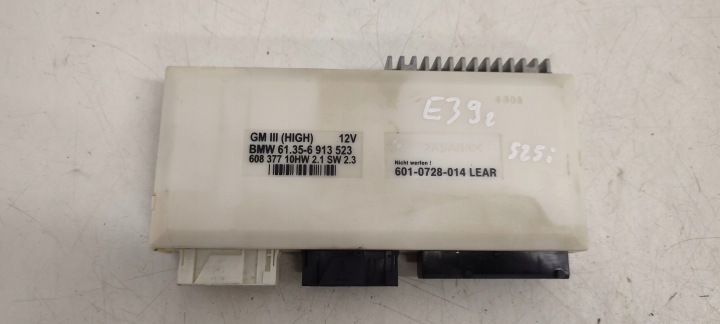 E39z
GM III (HIGH) 12V
BMW 61.35-6 913 523
608 377 10HW 2.1 SW 2.3
Nicht werfen !
601-0728-014 LEAR
525i